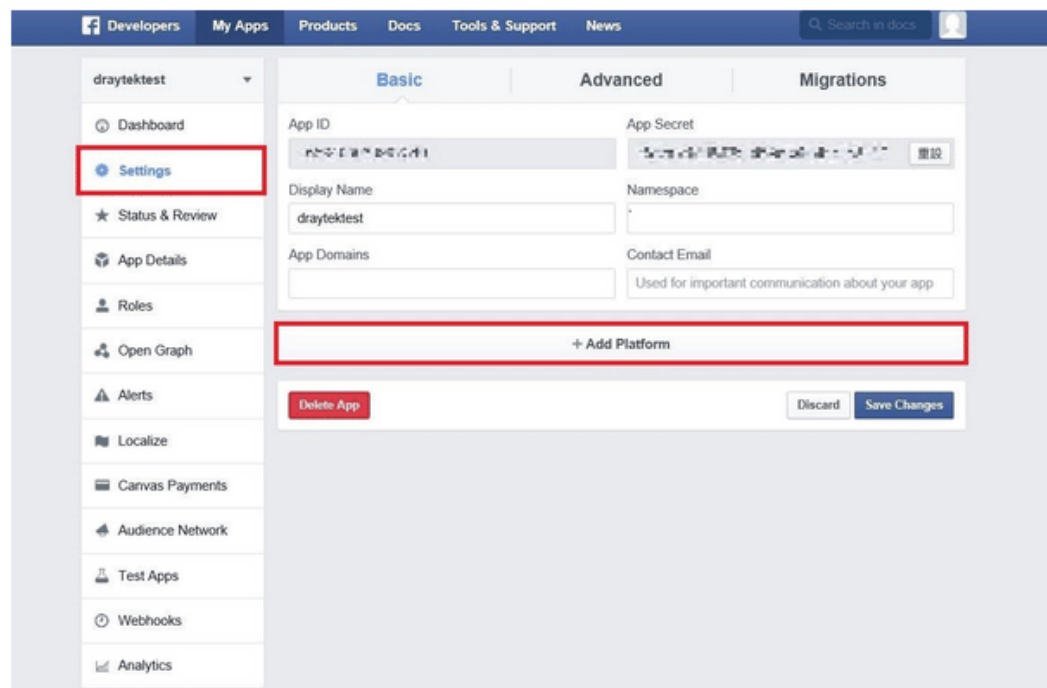 f Developers My Apps Products Docs Tools & Support News Search in docs
draytektest
Dashboard
Settings
Status & Review
App Details
Roles
Open Graph
Alerts
Localize
Canvas Payments
Audience Network
Test Apps
Webhooks
Analytics
Basic Advanced Migrations
App ID App Secret
重設
Display Name Namespace
draytektest
App Domains Contact Email
Used for important communication about your app
+ Add Platform
Delete App Discard Save Changes